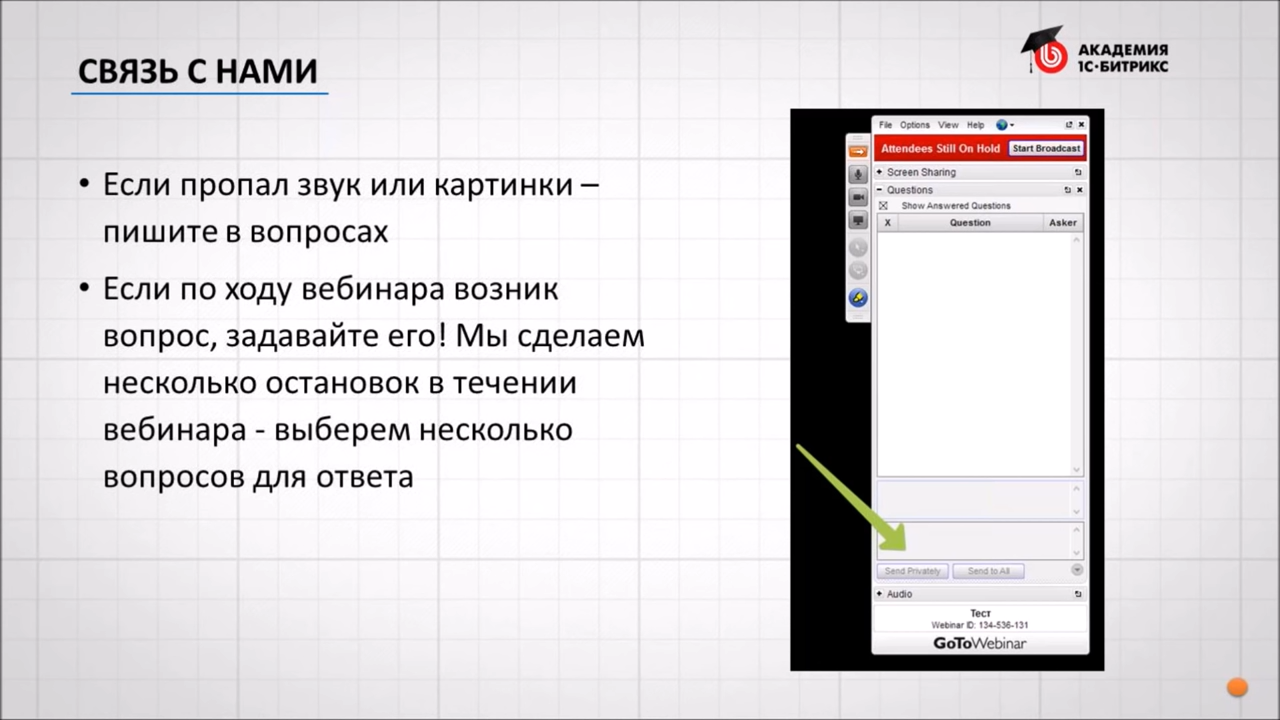 СВЯЗЬ С НАМИ
АКАДЕМИЯ
1С·БИТРИКС
• Если пропал звук или картинки –
пишите в вопросах
• Если по ходу вебинара возник
вопрос, задавайте его! Мы сделаем
несколько остановок в течении
вебинара - выберем несколько
вопросов для ответа
File Options View Help
Attendees Still On Hold Start Broadcast
Screen Sharing
Questions
Show Answered Questions
X Question Asker
Send Privately Send to All
Audio
Тест
Webinar ID: 134-536-131
GoToWebinar